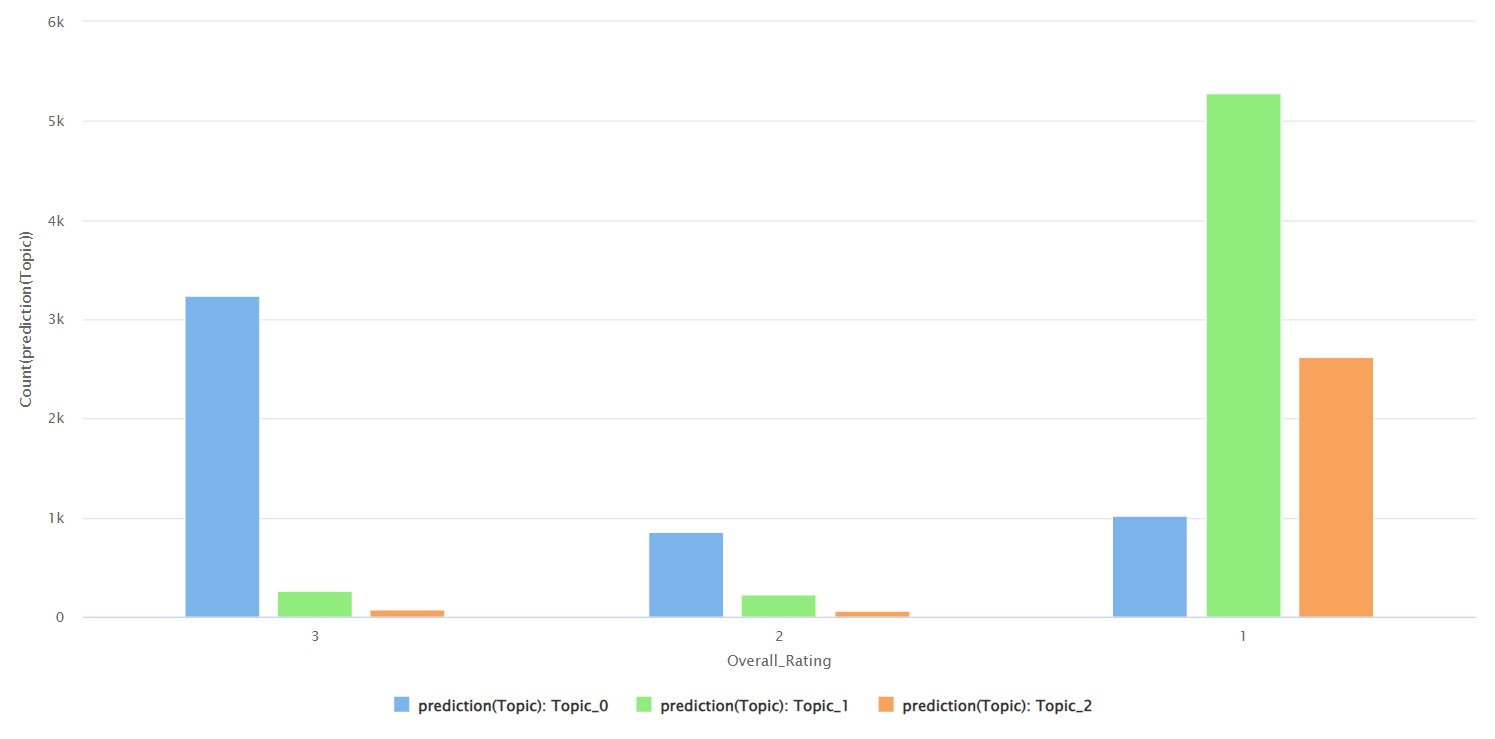 6k
5k
4k
3k
2k
1k
0
Count(prediction(Topic))
3 2 1
Overall_Rating
prediction(Topic): Topic_0 prediction(Topic): Topic_1 prediction(Topic): Topic_2